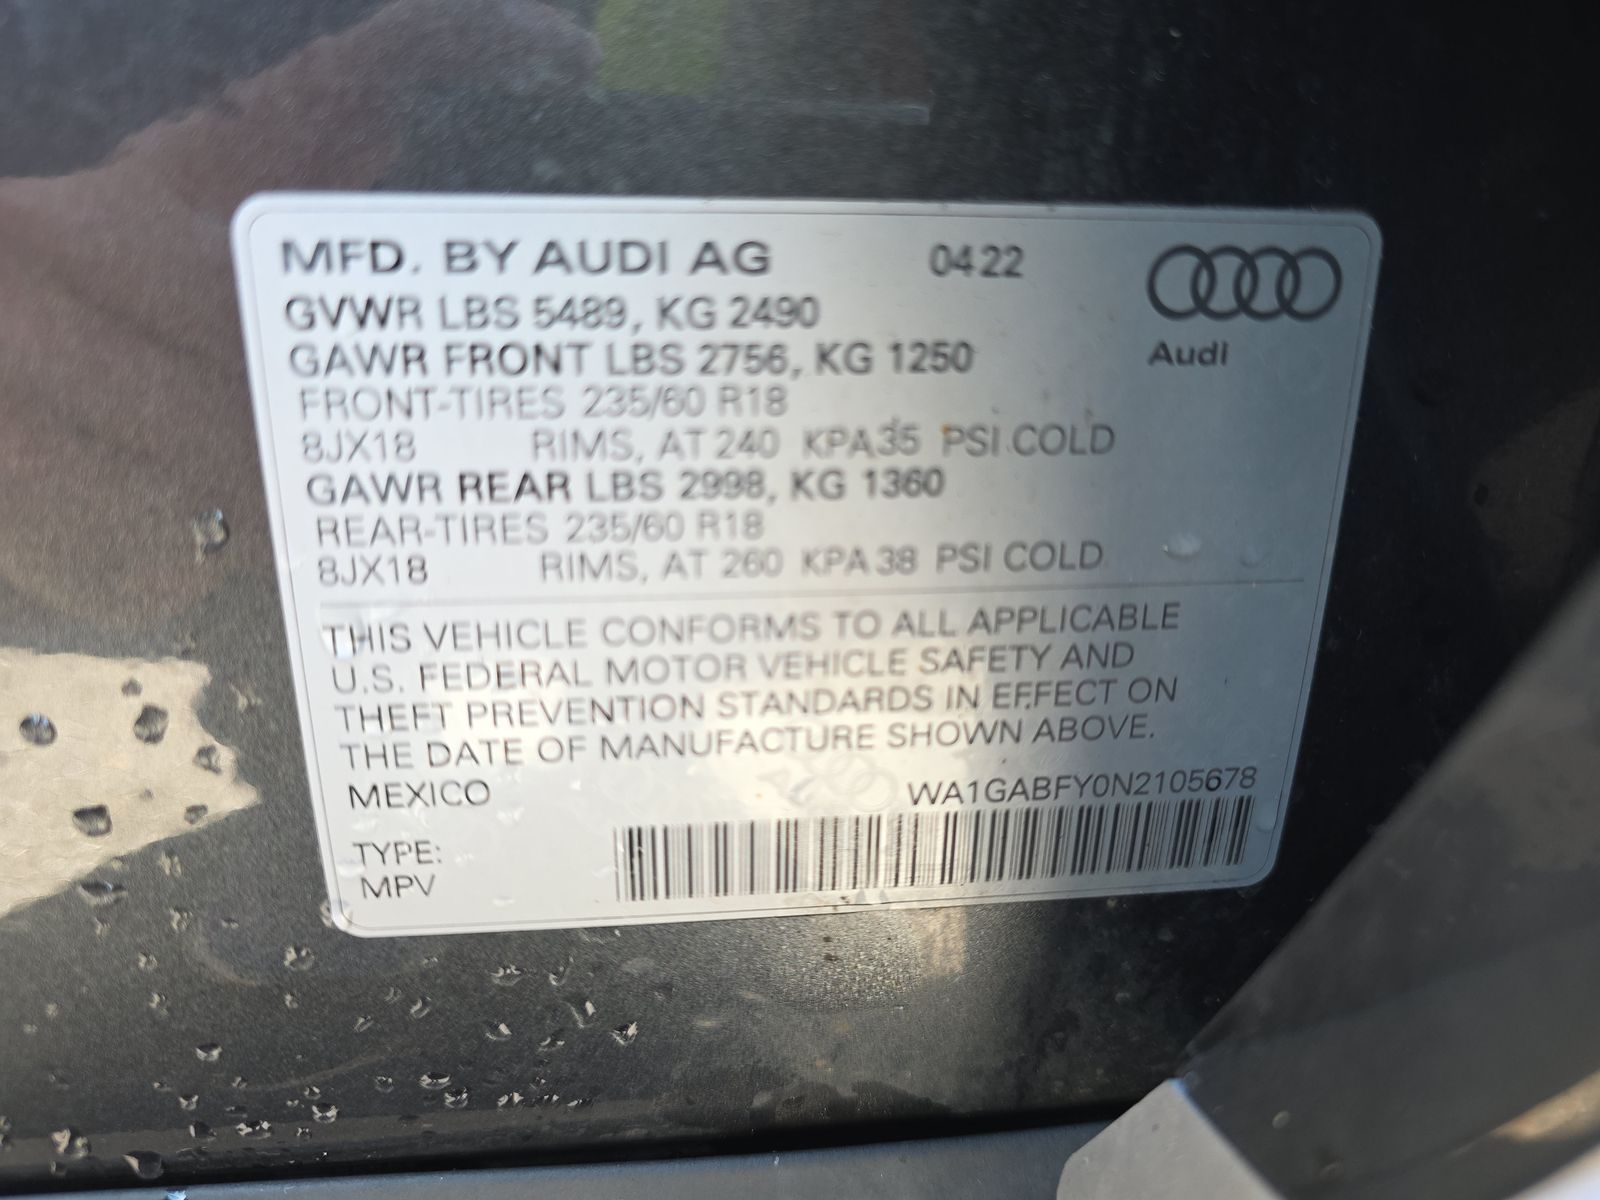 MFD. BY AUDI AG 0422
GVWR LBS 5489, KG 2490
Audi
GAWR FRONT LBS 2756, KG 1250
FRONT-TIRES 235/60 R18
8JX18 RIMS, AT 240 KPA 35 PSI COLD
GAWR REAR LBS 2998, KG 1360
REAR-TIRES 235/60 R18
8JX18 RIMS, AT 260 KPA 38 PSI COLD
THIS VEHICLE CONFORMS TO ALL APPLICABLE
U.S. FEDERAL MOTOR VEHICLE SAFETY AND
THEFT PREVENTION STANDARDS IN EFFECT ON
THE DATE OF MANUFACTURE SHOWN ABOVE.
MEXICO WA1GABFY0N2105678
TYPE:
MPV